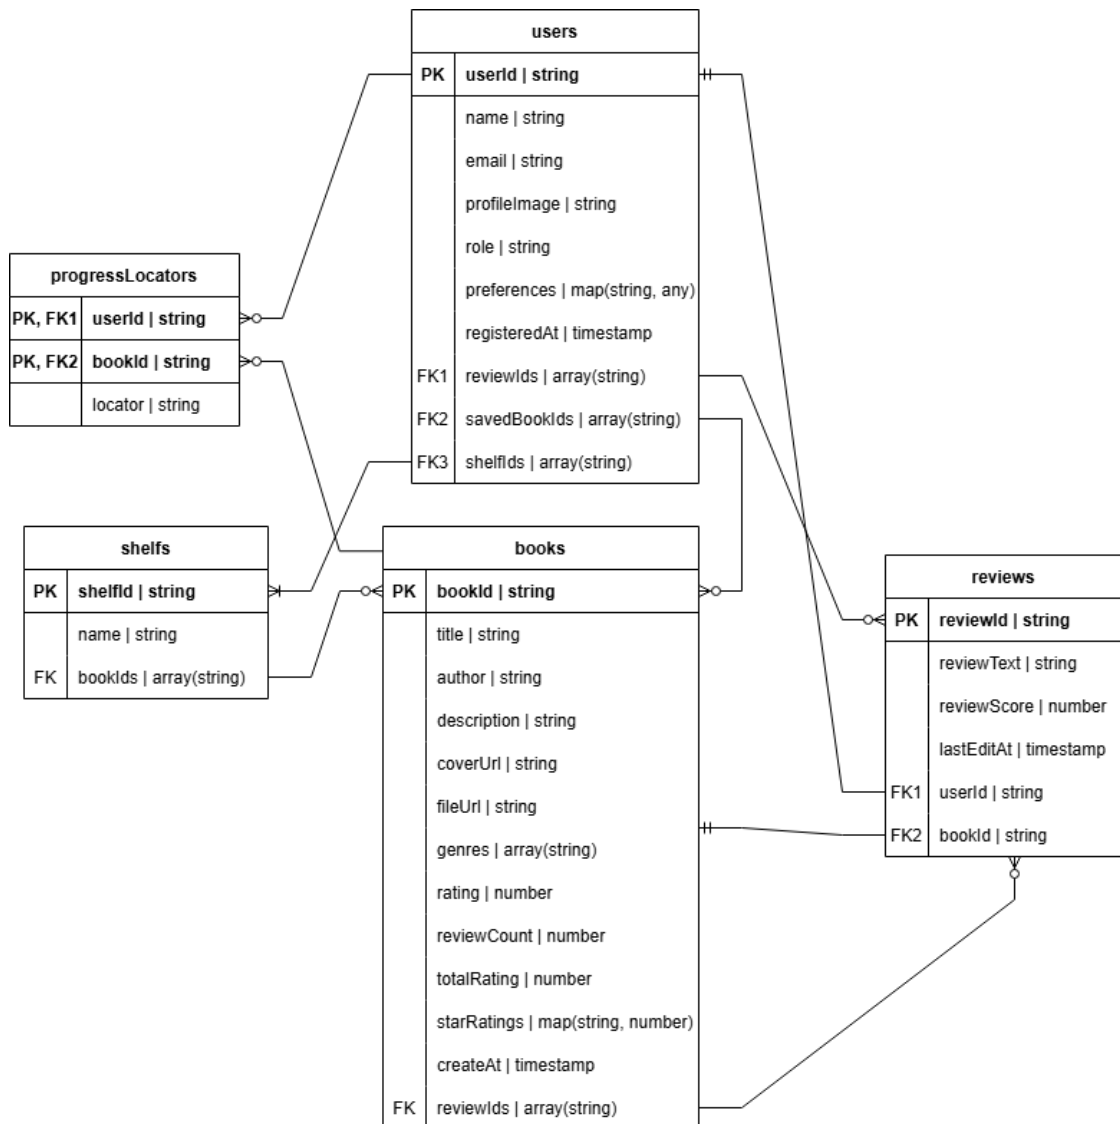 users
PK userId | string
name | string
email | string
profileImage | string
role | string
preferences | map(string, any)
registeredAt | timestamp
FK1 reviewIds | array(string)
FK2 savedBookIds | array(string)
FK3 shelfIds | array(string)
progressLocators
PK, FK1 userId | string
PK, FK2 bookId | string
locator | string
shelfs
PK shelfId | string
name | string
FK bookIds | array(string)
books
PK bookId | string
title | string
author | string
description | string
coverUrl | string
fileUrl | string
genres | array(string)
rating | number
reviewCount | number
totalRating | number
starRatings | map(string, number)
createAt | timestamp
FK reviewIds | array(string)
reviews
PK reviewId | string
reviewText | string
reviewScore | number
lastEditAt | timestamp
FK1 userId | string
FK2 bookId | string